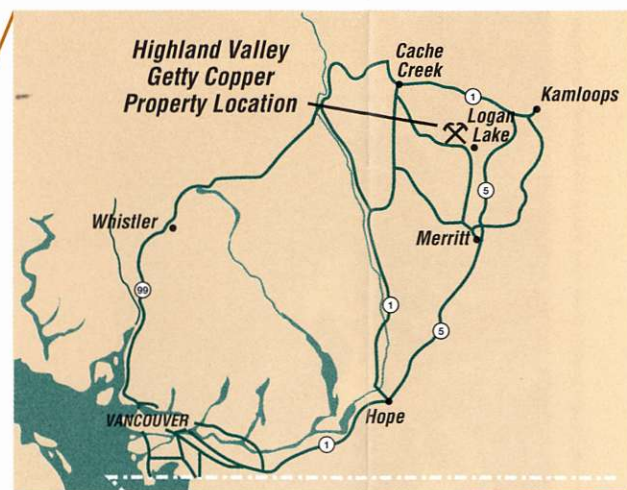 Highland Valley
Getty Copper
Property Location
Cache
Creek
1
Kamloops
Logan
Lake
5
Whistler
Merritt
99
1
5
VANCOUVER
Hope
1